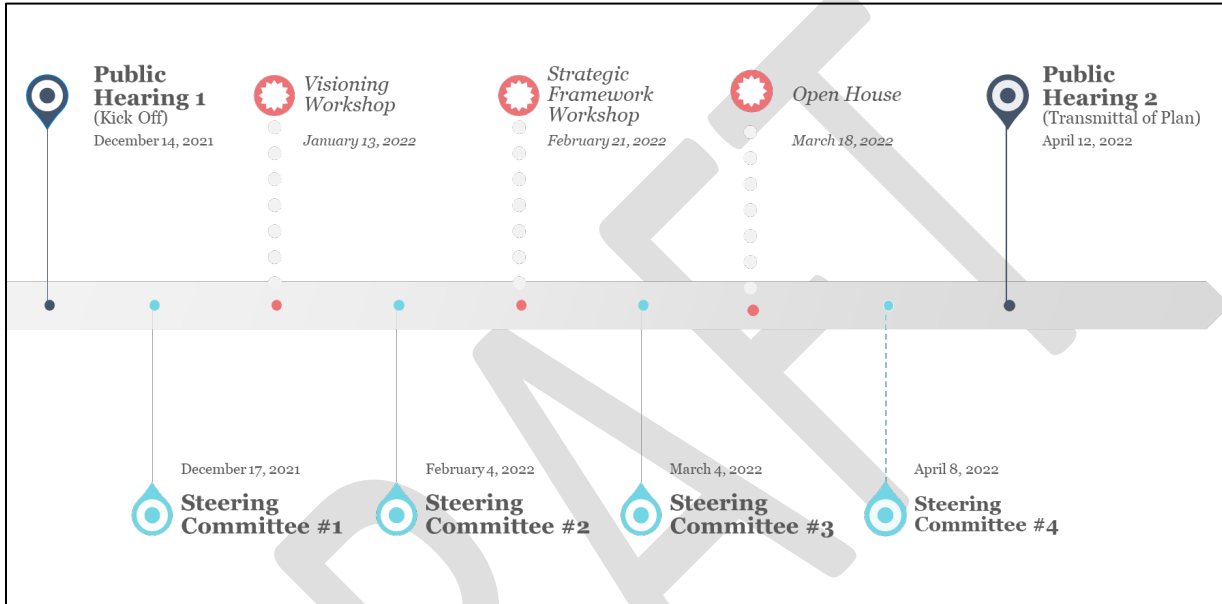 Public
Hearing 1
(Kick Off)
December 14, 2021
Visioning
Workshop
January 13, 2022
Strategic
Framework
Workshop
February 21, 2022
Open House
March 18, 2022
Public
Hearing 2
(Transmittal of Plan)
April 12, 2022
December 17, 2021
Steering
Committee #1
February 4, 2022
Steering
Committee #2
March 4, 2022
Steering
Committee #3
April 8, 2022
Steering
Committee #4
DRAFT